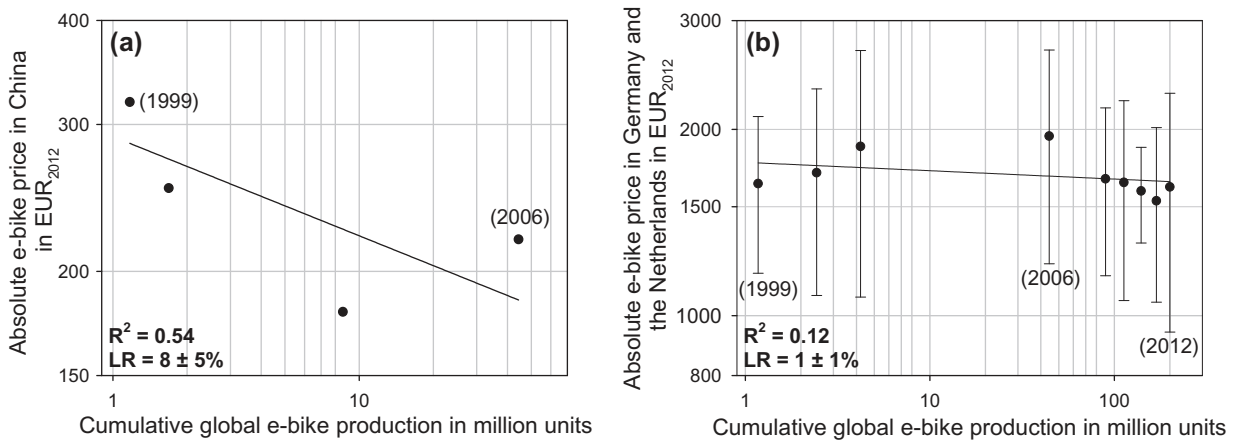 (a)
400
300
200
150
(1999)
(2006)
R² = 0.54
LR = 8 ± 5%
1
10
Absolute e-bike price in China
in EUR₂₀₁₂
Cumulative global e-bike production in million units
(b)
3000
2000
1500
1000
800
(1999)
(2006)
(2012)
R² = 0.12
LR = 1 ± 1%
1
10
100
Absolute e-bike price in Germany and
the Netherlands in EUR₂₀₁₂
Cumulative global e-bike production in million units